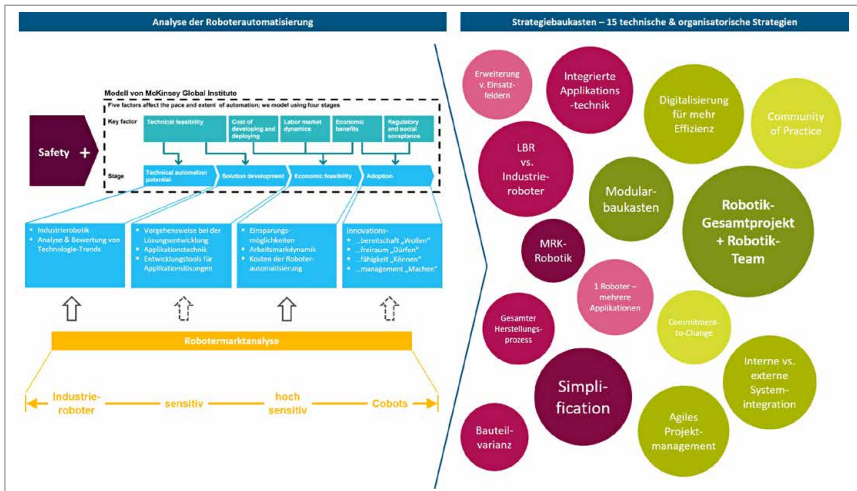 Analyse der Roboterautomatisierung
Strategiebaukasten – 15 technische & organisatorische Strategien
Modell von McKinsey Global Institute
Five factors affect the pace and extent of automation; we model using four stages
Key factor
Technical feasibility
Cost of
developing and
deploying
Labor market
dynamics
Economic
benefits
Regulatory
and social
acceptance
Safety
+
Stage
Technical automation
potential
Solution development
Economic feasibility
Adoption
Industrierobotik
Analyse & Bewertung von
Technologie-Trends
Vorgehensweise bei der
Lösungsentwicklung
Applikationstechnik
Entwicklungstools für
Applikationlösungen
Einsparungs-
möglichkeiten
Arbeitsmarktdynamik
Kosten der Roboter-
automatisierung
Innovations-
...bereitschaft „Wollen“
...freiraum „Dürfen“
...fähigkeit „Können“
...management „Machen“
Robotermarktanalyse
Industrie-
roboter
sensitiv
hoch
sensitiv
Cobots
Erweiterung
v. Einsatz-
feldern
Integrierte
Applikations
-technik
Digitalisierung
für mehr
Effizienz
Community
of Practice
LBR
vs.
Industrie-
roboter
Modular-
baukasten
Robotik-
Gesamtprojekt
+ Robotik-
Team
MRK-
Robotik
1 Roboter –
mehrere
Applikationen
Gesamter
Herstellungs-
prozess
Commitment-
to-Change
Simpli-
fication
Interne vs.
externe
System-
integration
Bauteil-
varianz
Agiles
Projekt-
management